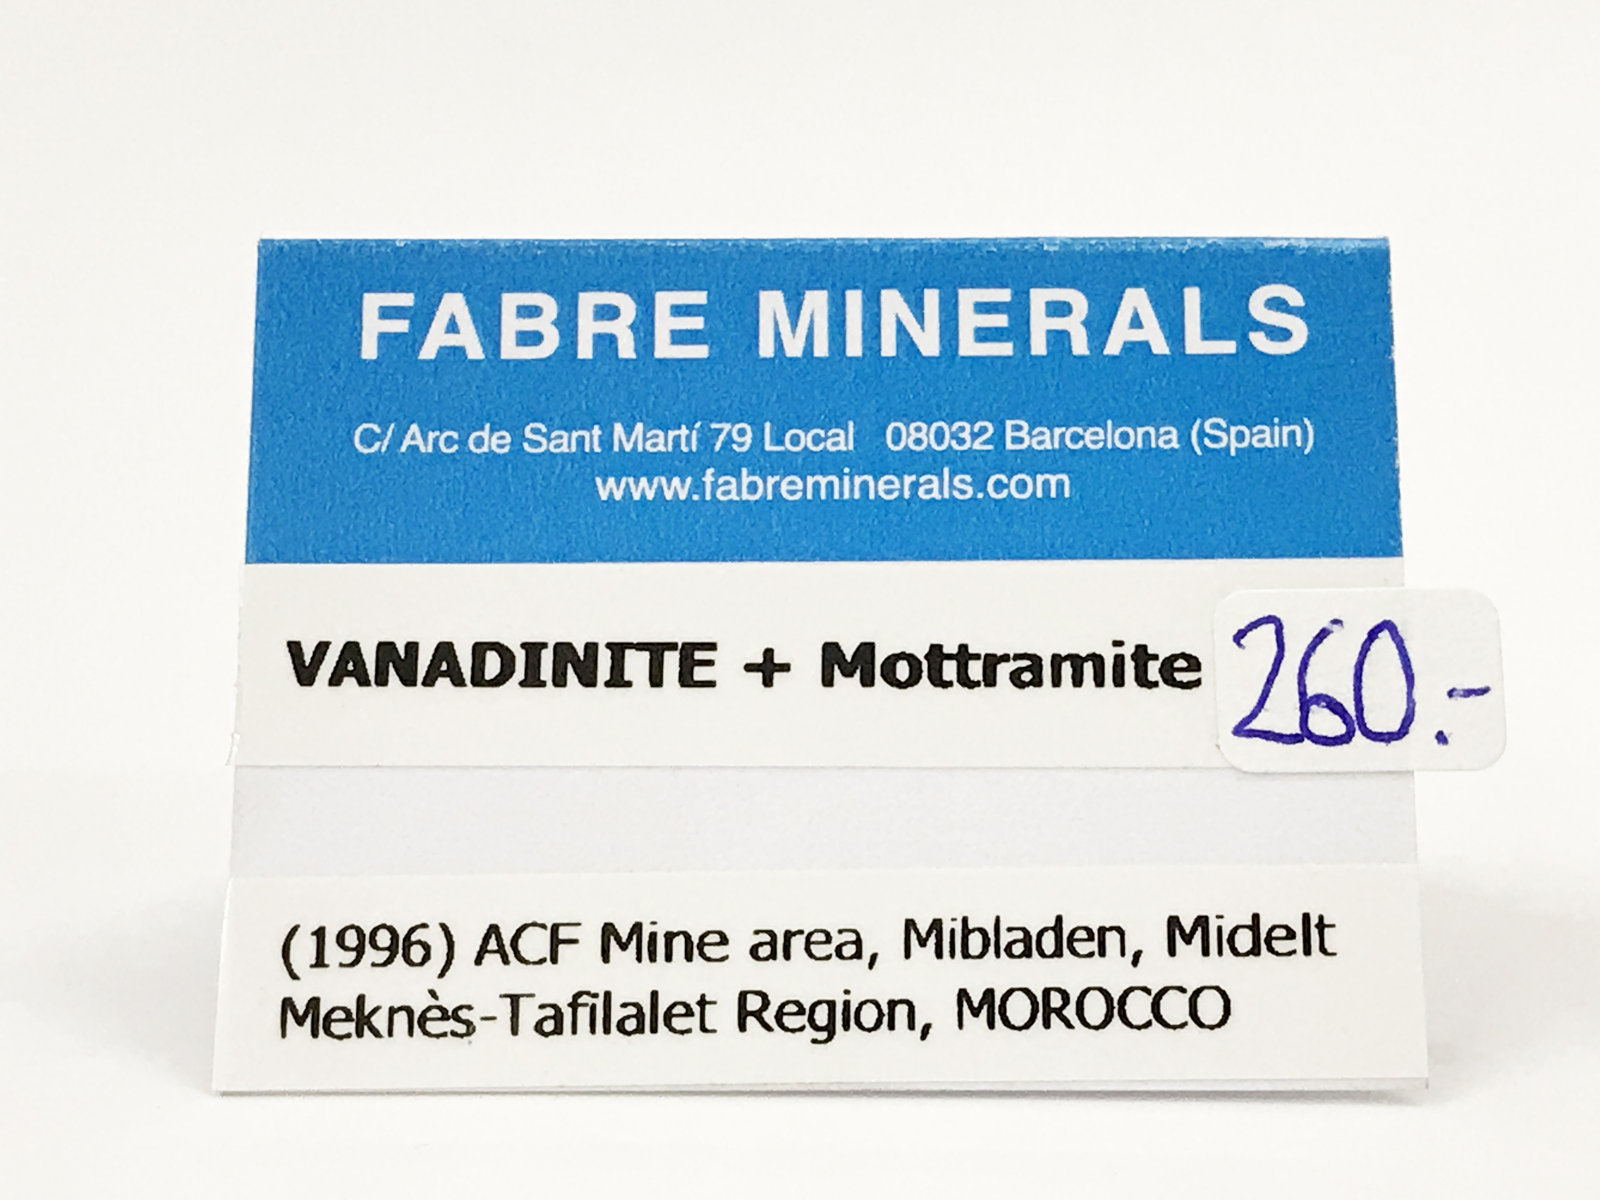 FABRE MINERALS
C/ Arc de Sant Martí 79 Local 08032 Barcelona (Spain)
www.fabreminerals.com
VANADINITE + Mottramite 260.-
(1996) ACF Mine area, Mibladen, Midelt
Meknès-Tafilalet Region, MOROCCO